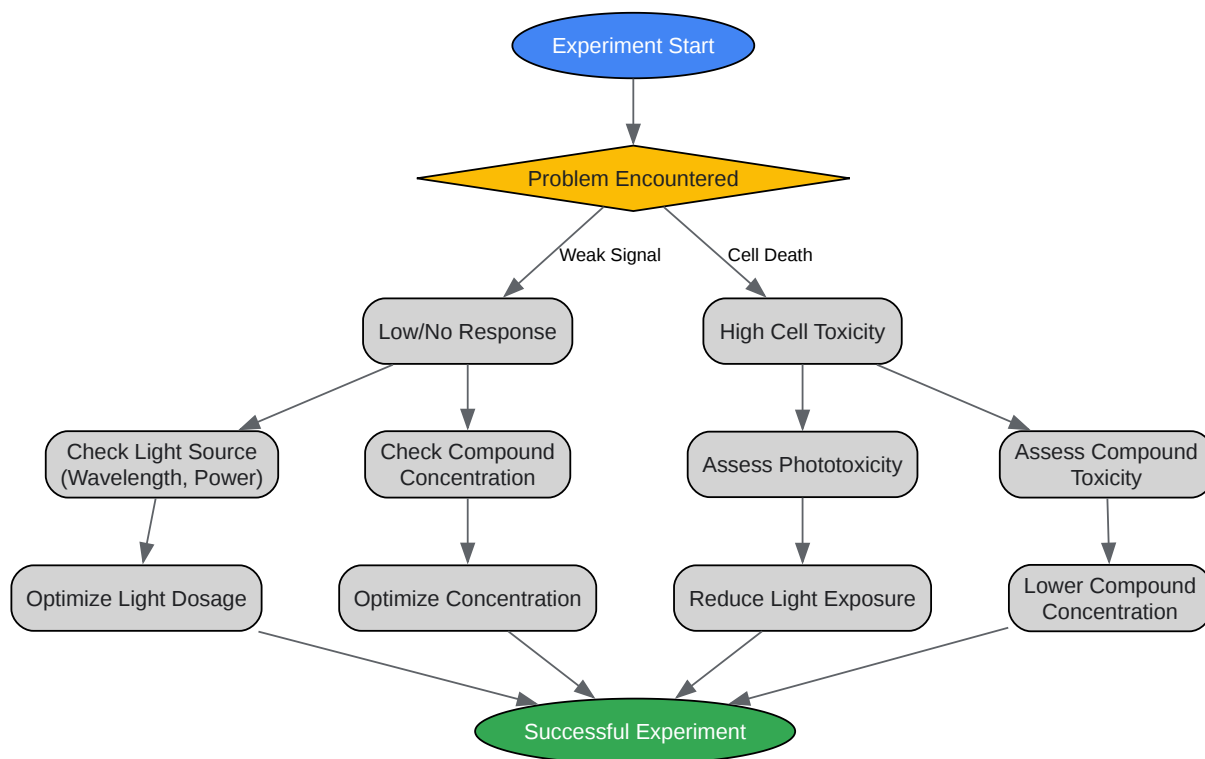 Experiment Start
Problem Encountered
Weak Signal
Cell Death
Low/No Response
High Cell Toxicity
Check Light Source
(Wavelength, Power)
Check Compound
Concentration
Assess Phototoxicity
Assess Compound
Toxicity
Optimize Light Dosage
Optimize Concentration
Reduce Light Exposure
Lower Compound
Concentration
Successful Experiment